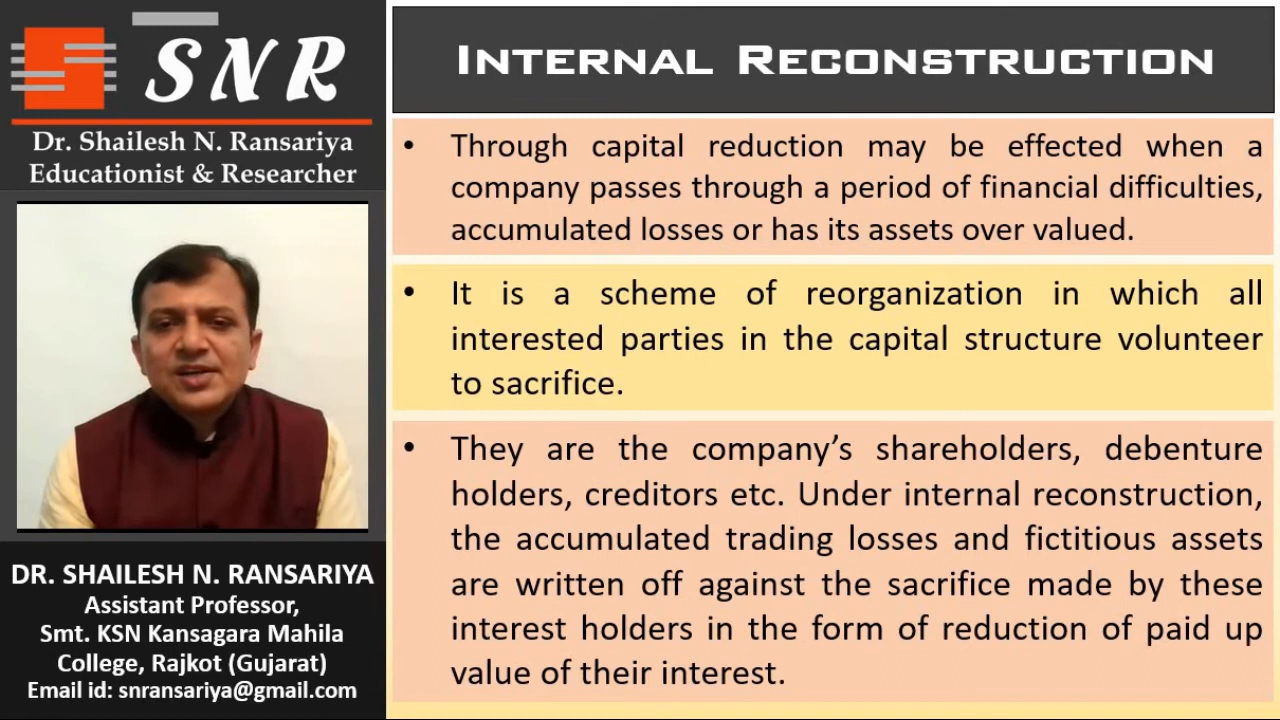 SNR
Dr. Shailesh N. Ransariya
Educationist & Researcher
DR. SHAILESH N. RANSARIYA
Assistant Professor,
Smt. KSN Kansagara Mahila
College, Rajkot (Gujarat)
Email id: snransariya@gmail.com
INTERNAL RECONSTRUCTION
• Through capital reduction may be effected when a
company passes through a period of financial difficulties,
accumulated losses or has its assets over valued.
• It is a scheme of reorganization in which all
interested parties in the capital structure volunteer
to sacrifice.
• They are the company’s shareholders, debenture
holders, creditors etc. Under internal reconstruction,
the accumulated trading losses and fictitious assets
are written off against the sacrifice made by these
interest holders in the form of reduction of paid up
value of their interest.